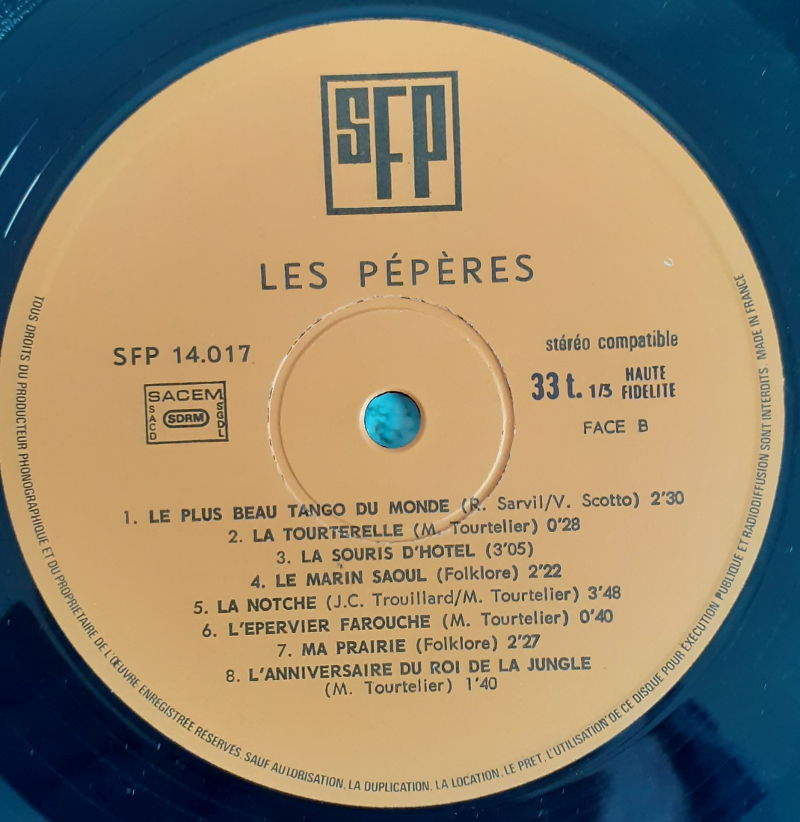 SFP
LES PÉPÈRES
SFP 14.017
SACEM
SACD
SDRM
SGDL
stéréo compatible
33 t. 1/3 HAUTE FIDELITE
FACE B
1. LE PLUS BEAU TANGO DU MONDE (R. Sarvil/V. Scotto) 2'30
2. LA TOURTERELLE (M. Tourtelier) 0'28
3. LA SOURIS D'HOTEL (3'05)
4. LE MARIN SAOUL (Folklore) 2'22
5. LA NOTCHE (J.C. Trouillard/M. Tourtelier) 3'48
6. L'EPERVIER FAROUCHE (M. Tourtelier) 0'40
7. MA PRAIRIE (Folklore) 2'27
8. L'ANNIVERSAIRE DU ROI DE LA JUNGLE
(M. Tourtelier) 1'40
TOUS DROITS DU PRODUCTEUR PHONOGRAPHIQUE ET DU PROPRIETAIRE DE L'ŒUVRE ENREGISTREE RESERVES. SAUF AUTORISATION, LA DUPLICATION, LA LOCATION, LE PRET, L'UTILISATION DE CE DISQUE POUR EXÉCUTION PUBLIQUE ET RADIODIFFUSION SONT INTERDITS. MADE IN FRANCE